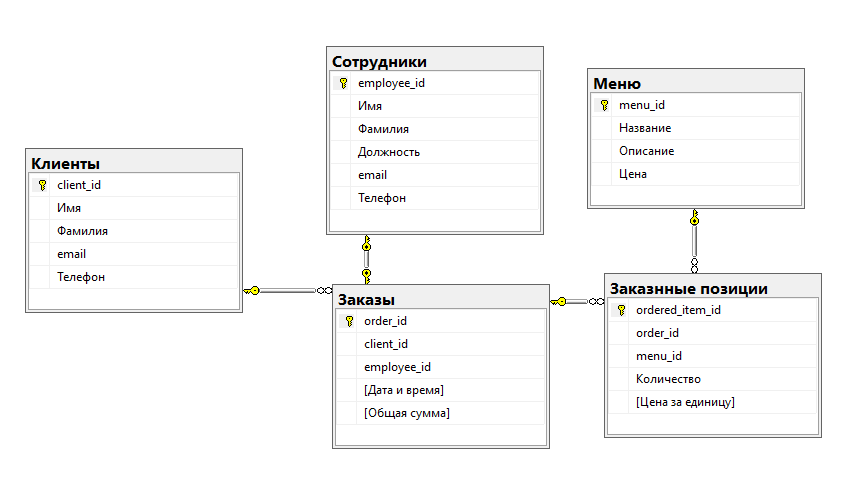 Клиенты
client_id
Имя
Фамилия
email
Телефон
Сотрудники
employee_id
Имя
Фамилия
Должность
email
Телефон
Меню
menu_id
Название
Описание
Цена
Заказы
order_id
client_id
employee_id
[Дата и время]
[Общая сумма]
Заказнные позиции
ordered_item_id
order_id
menu_id
Количество
[Цена за единицу]